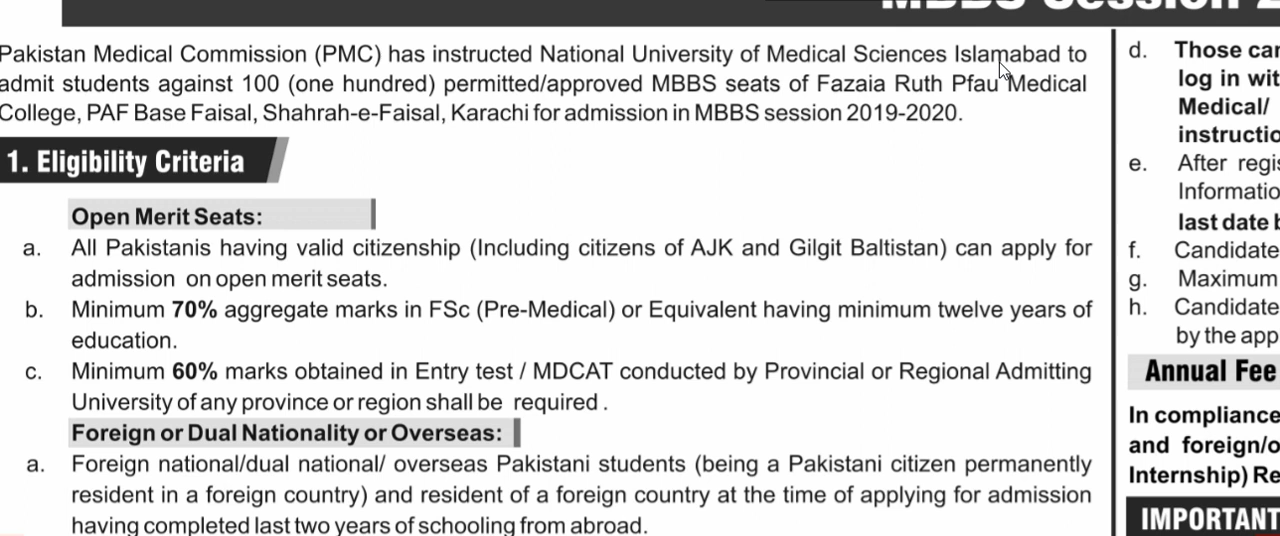 MBBS Session
Pakistan Medical Commission (PMC) has instructed National University of Medical Sciences Islamabad to
admit students against 100 (one hundred) permitted/approved MBBS seats of Fazaia Ruth Pfau Medical
College, PAF Base Faisal, Shahrah-e-Faisal, Karachi for admission in MBBS session 2019-2020.
1. Eligibility Criteria
Open Merit Seats:
a. All Pakistanis having valid citizenship (Including citizens of AJK and Gilgit Baltistan) can apply for
admission on open merit seats.
b. Minimum 70% aggregate marks in FSc (Pre-Medical) or Equivalent having minimum twelve years of
education.
c. Minimum 60% marks obtained in Entry test / MDCAT conducted by Provincial or Regional Admitting
University of any province or region shall be required .
Foreign or Dual Nationality or Overseas:
a. Foreign national/dual national/ overseas Pakistani students (being a Pakistani citizen permanently
resident in a foreign country) and resident of a foreign country at the time of applying for admission
having completed last two years of schooling from abroad.
d. Those
log in
Medical/
e. After
last date
f. Candidate
g. Maximum
h. Candidate
by the app
Annual Fee
In compliance
and foreign/o
Internship) Re
IMPORTANT